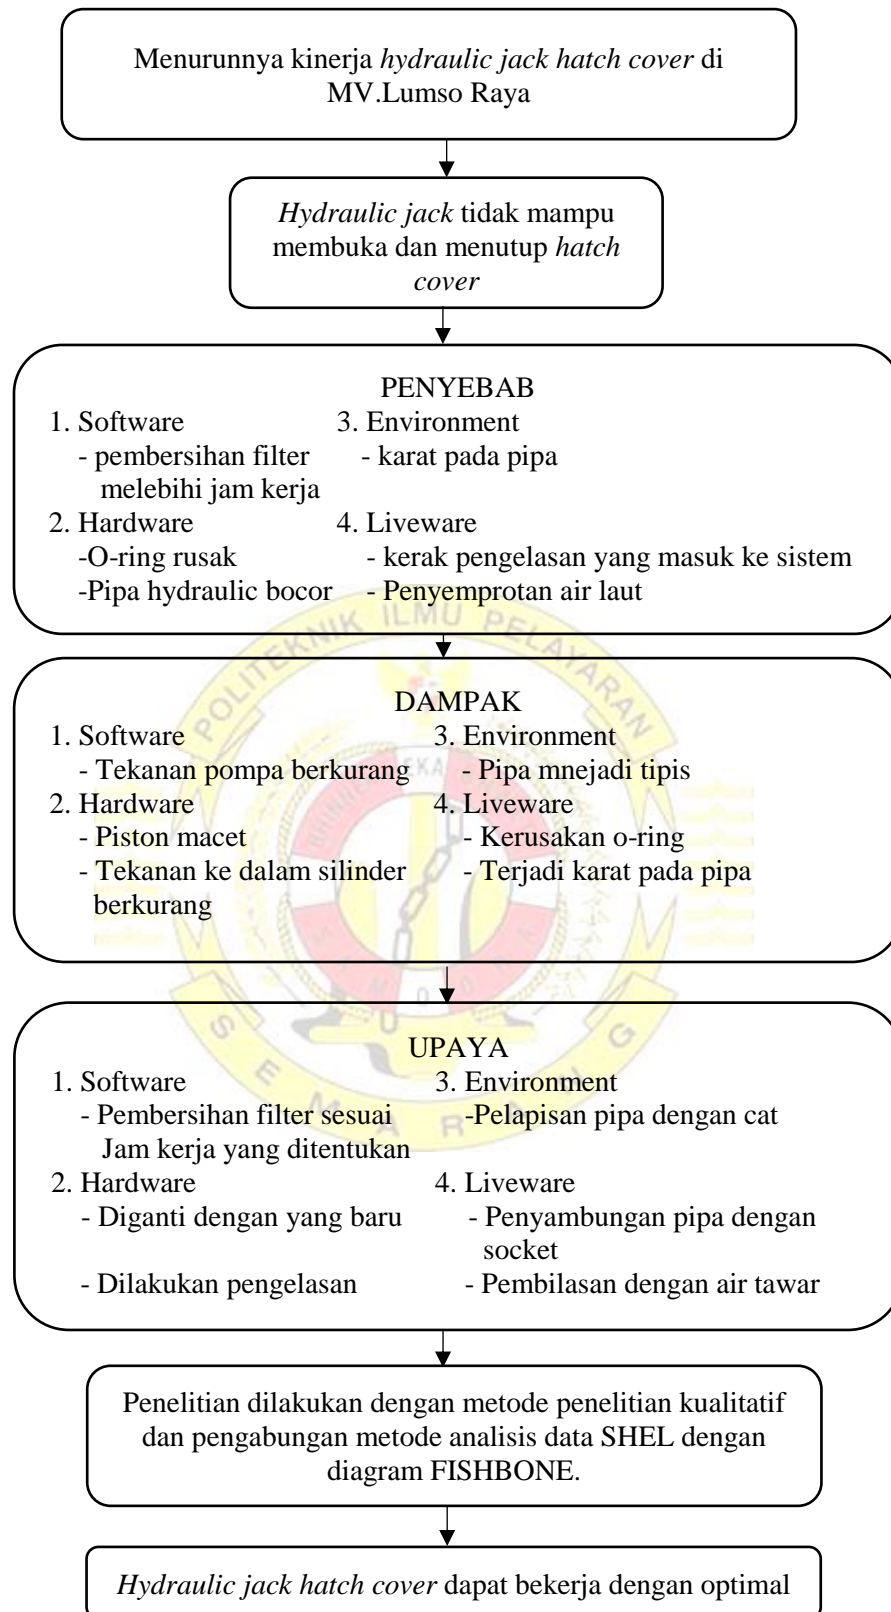 Menurunnya kinerja hydraulic jack hatch cover di
MV.Lumso Raya
Hydraulic jack tidak mampu
membuka dan menutup hatch
cover
PENYEBAB
1. Software
- pembersihan filter
melebihi jam kerja
2. Hardware
-O-ring rusak
-Pipa hydraulic bocor
3. Environment
- karat pada pipa
4. Liveware
- kerak pengelasan yang masuk ke sistem
- Penyemprotan air laut
DAMPAK
1. Software
- Tekanan pompa berkurang
2. Hardware
- Piston macet
- Tekanan ke dalam silinder
berkurang
3. Environment
- Pipa mnejadi tipis
4. Liveware
- Kerusakan o-ring
- Terjadi karat pada pipa
UPAYA
1. Software
- Pembersihan filter sesuai
Jam kerja yang ditentukan
2. Hardware
- Diganti dengan yang baru
- Dilakukan pengelasan
3. Environment
-Pelapisan pipa dengan cat
4. Liveware
- Penyambungan pipa dengan
socket
- Pembilasan dengan air tawar
Penelitian dilakukan dengan metode penelitian kualitatif
dan pengabungan metode analisis data SHEL dengan
diagram FISHBONE.
Hydraulic jack hatch cover dapat bekerja dengan optimal
POLITEKNIK ILMU PELAYARAN
SEMARANG